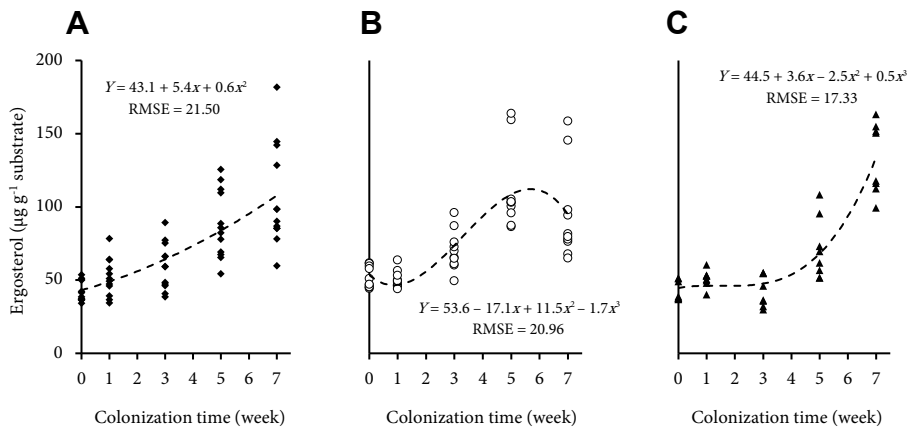 A
B
C
Y = 43.1 + 5.4x + 0.6x²
RMSE = 21.50
Y = 53.6 – 17.1x + 11.5x² – 1.7x³
RMSE = 20.96
Y = 44.5 + 3.6x – 2.5x² + 0.5x³
RMSE = 17.33
Ergosterol (µg g⁻¹ substrate)
200
150
100
50
0
0 1 2 3 4 5 6 7
0 1 2 3 4 5 6 7
0 1 2 3 4 5 6 7
Colonization time (week)
Colonization time (week)
Colonization time (week)